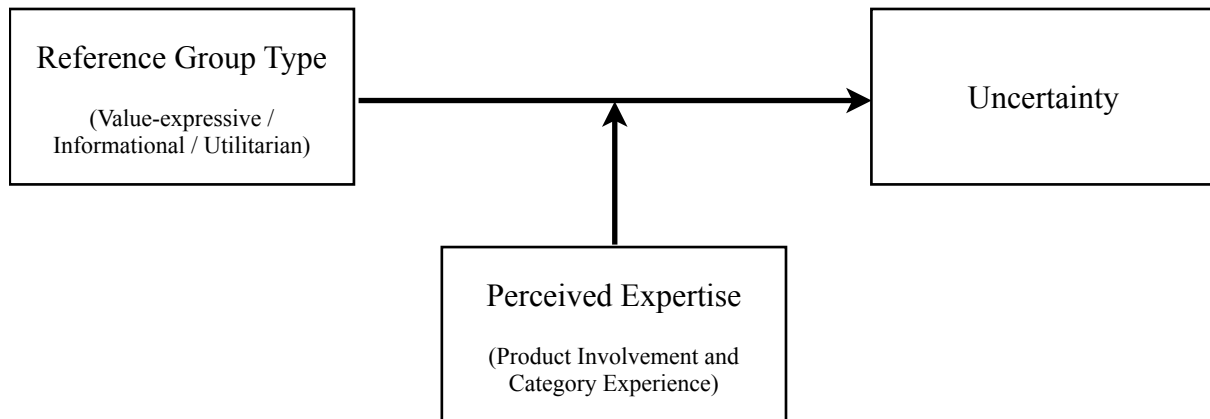 Reference Group Type
(Value-expressive /
Informational / Utilitarian)
Uncertainty
Perceived Expertise
(Product Involvement and
Category Experience)